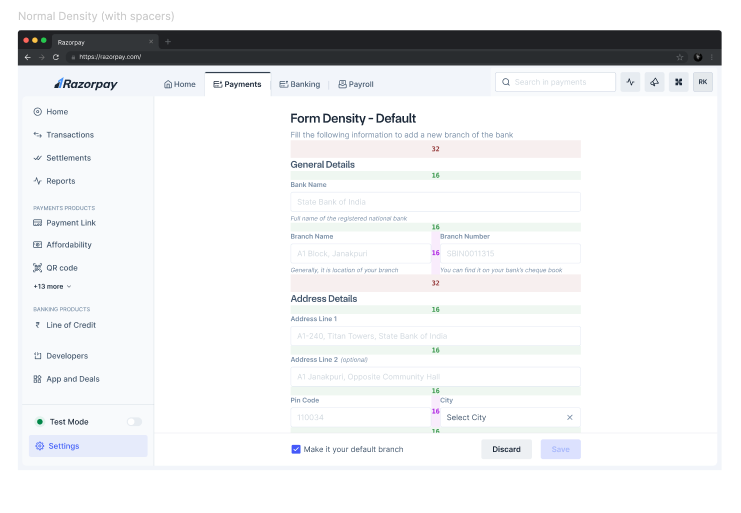 Normal Density (with spacers)
Razorpay
https://razorpay.com/
Razorpay
Home
Payments
Banking
Payroll
Search in payments
RK
Home
Transactions
Settlements
Reports
PAYMENTS PRODUCTS
Payment Link
Affordability
QR code
+13 more
BANKING PRODUCTS
₹ Line of Credit
Developers
App and Deals
Test Mode
Settings
Form Density - Default
Fill the following information to add a new branch of the bank
32
General Details
16
Bank Name
State Bank of India
Full name of the registered national bank
16
Branch Name Branch Number
A1 Block, Janakpuri 16 SBIN0011315
Generally, it is location of your branch You can find it on your bank's cheque book
32
Address Details
16
Address Line 1
A1-240, Titan Towers, State Bank of India
16
Address Line 2 (optional)
A1 Janakpuri, Opposite Community Hall
16
Pin Code City
110034 16 Select City
16
Make it your default branch
Discard
Save